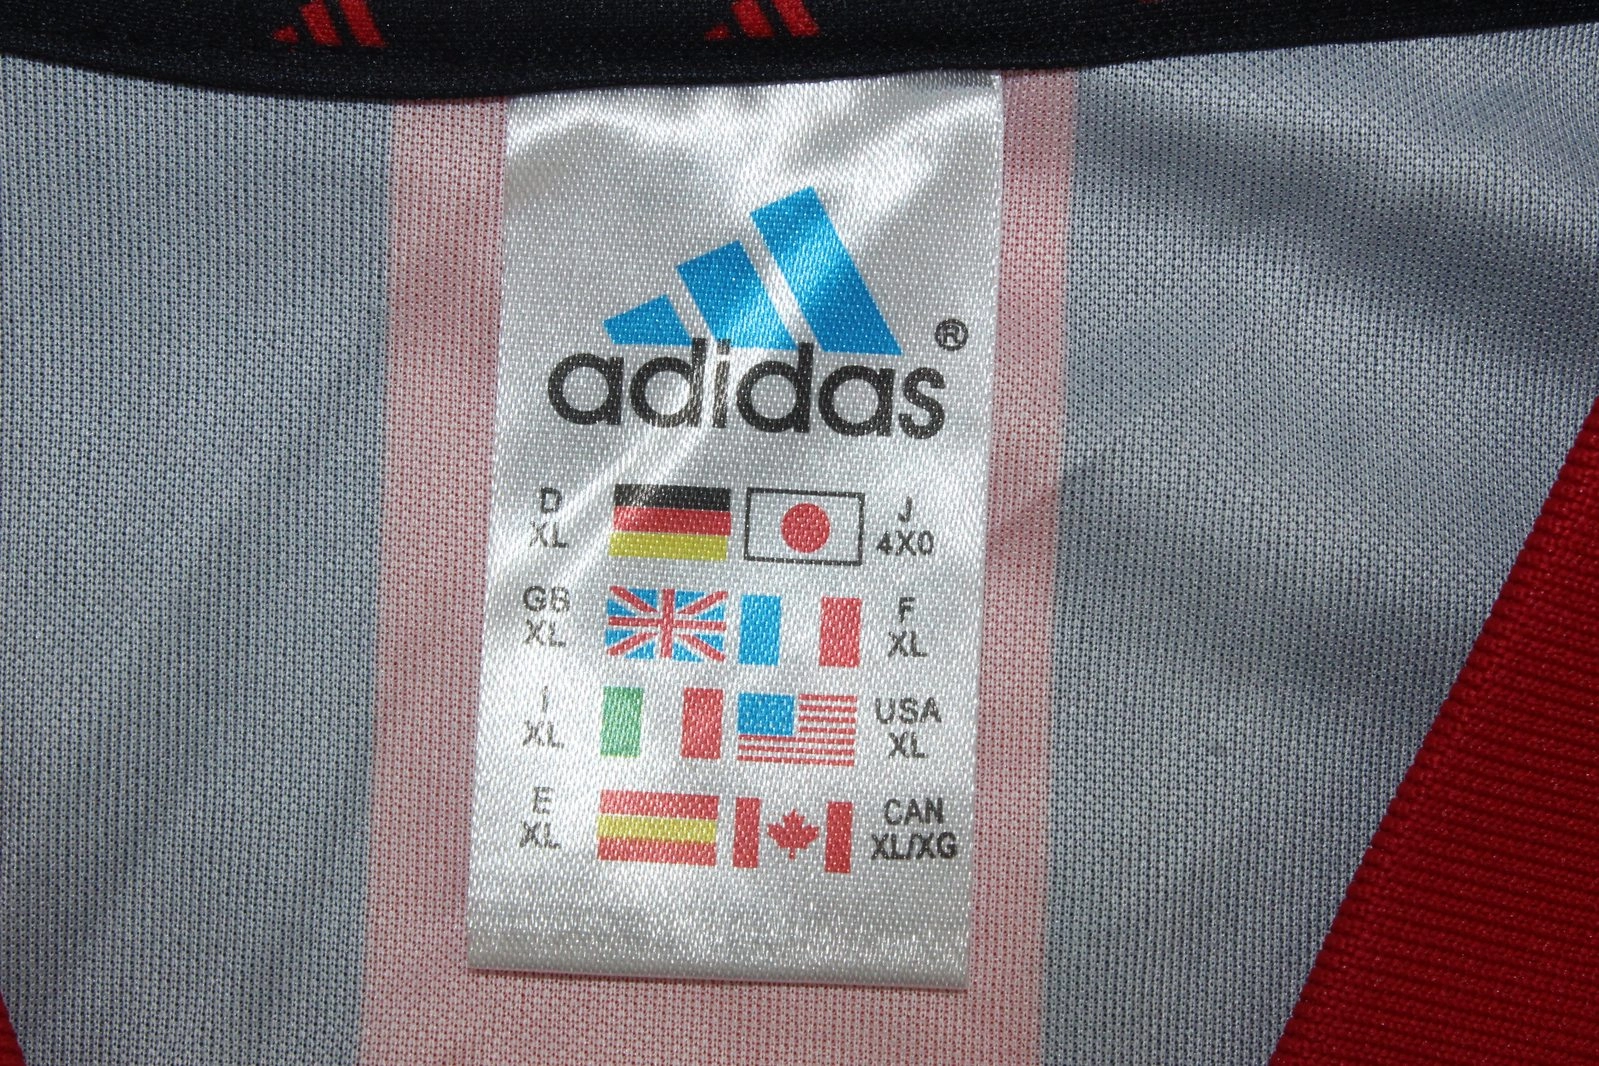 adidas ®
D J
XL 4X0
GB F
XL XL
I USA
XL XL
E CAN
XL XL/XG